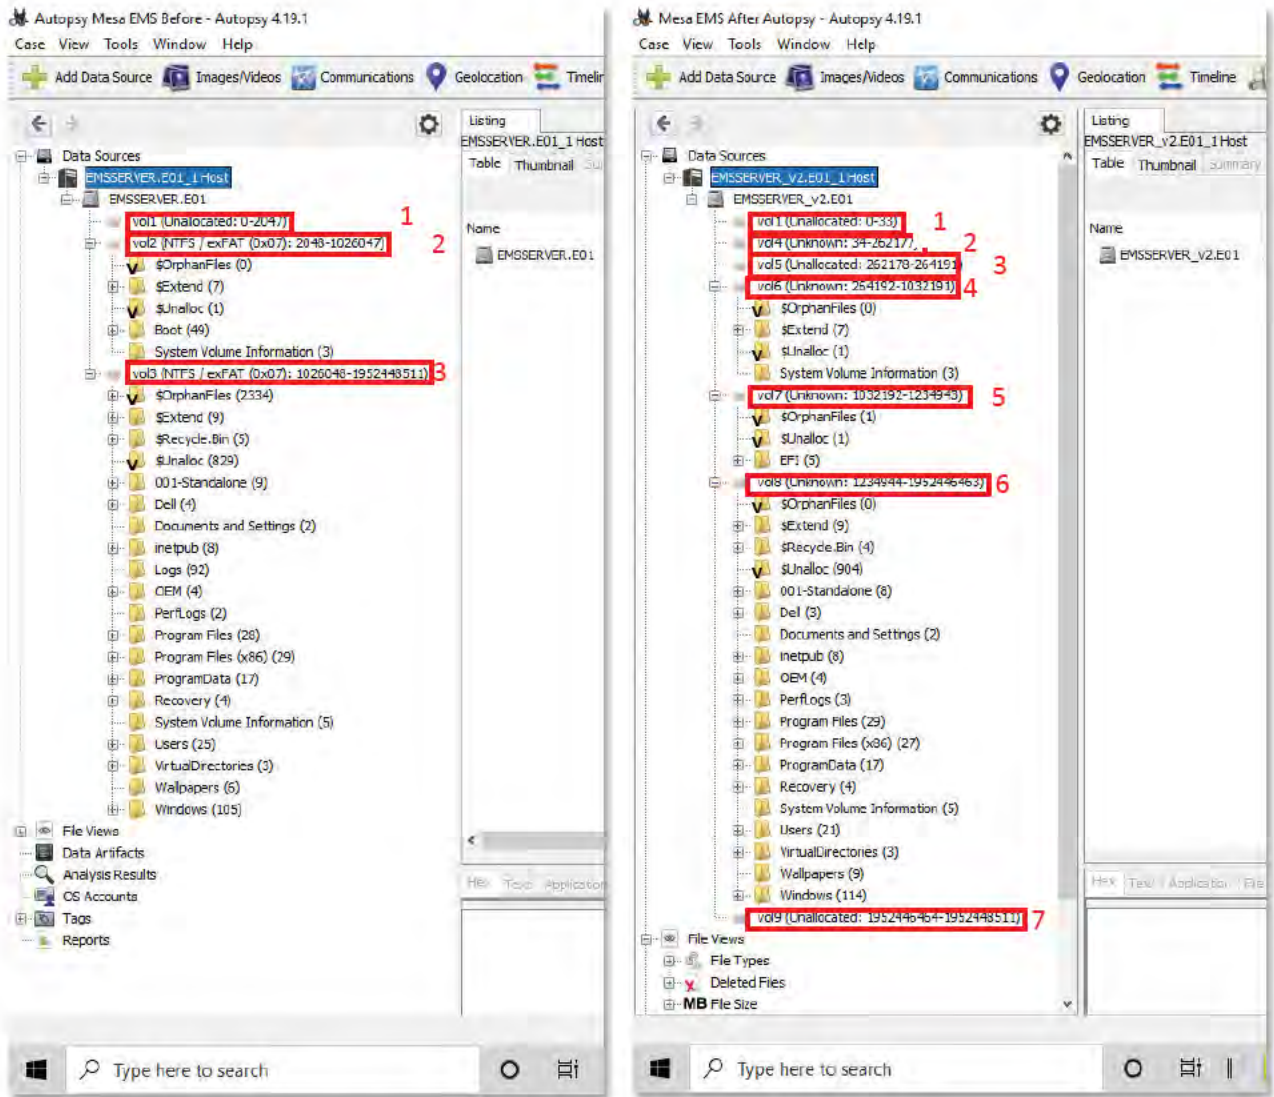 Autopsy Mesa EMS Before - Autopsy 4.19.1
Case View Tools Window Help
Add Data Source Images/Videos Communications Geolocation Timelin
Listing
EMSSERVER.E01_1 Host
Table Thumbnail
Name
EMSSERVER.E01
Data Sources
EMSSERVER.E01_1 Host
EMSSERVER.E01
vol1 (Unallocated: 0-2047) 1
vol2 (NTFS / exFAT (0x07): 2048-1026047) 2
$OrphanFiles (0)
$Extend (7)
$Unalloc (1)
Boot (49)
System Volume Information (3)
vol3 (NTFS / exFAT (0x07): 1026048-1952448511) 3
$OrphanFiles (2334)
$Extend (9)
$Recycle.Bin (5)
$Unalloc (829)
001-Standalone (9)
Dell (4)
Documents and Settings (2)
inetpub (8)
Logs (92)
OEM (4)
PerfLogs (2)
Program Files (28)
Program Files (x86) (29)
ProgramData (17)
Recovery (4)
System Volume Information (5)
Users (25)
VirtualDirectories (3)
Wallpapers (6)
Windows (105)
File Views
Data Artifacts
Analysis Results
OS Accounts
Tags
Reports
Hex Text Application
Type here to search
Mesa EMS After Autopsy - Autopsy 4.19.1
Case View Tools Window Help
Add Data Source Images/Videos Communications Geolocation Timeline
Listing
EMSSERVER_v2.E01_1 Host
Table Thumbnail Summary
Name
EMSSERVER_v2.E01
Data Sources
EMSSERVER_v2.E01_1 Host
EMSSERVER_v2.E01
vol1 (Unallocated: 0-33) 1
vol4 (Unknown: 34-262177) 2
vol5 (Unallocated: 262178-264191) 3
vol6 (Unknown: 264192-1032191) 4
$OrphanFiles (0)
$Extend (7)
$Unalloc (1)
System Volume Information (3)
vol7 (Unknown: 1032192-1234943) 5
$OrphanFiles (1)
$Unalloc (1)
EFI (5)
vol8 (Unknown: 1234944-1952446463) 6
$OrphanFiles (0)
$Extend (9)
$Recycle.Bin (4)
$Unalloc (904)
001-Standalone (8)
Dell (3)
Documents and Settings (2)
inetpub (8)
OEM (4)
PerfLogs (3)
Program Files (29)
Program Files (x86) (27)
ProgramData (17)
Recovery (4)
System Volume Information (5)
Users (21)
VirtualDirectories (3)
Wallpapers (9)
Windows (114)
vol9 (Unallocated: 1952446464-1952448511) 7
File Views
File Types
Deleted Files
MB File Size
Hex Text Application File
Type here to search